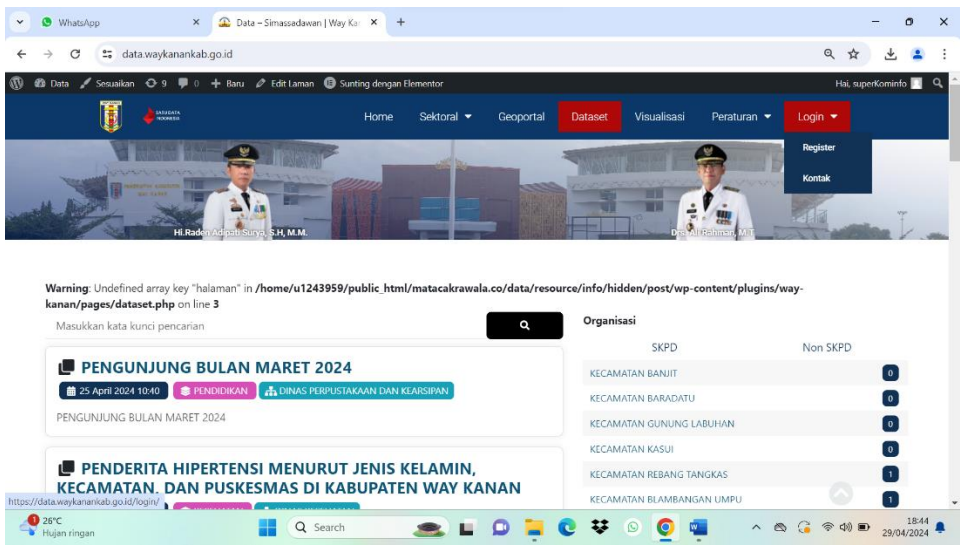 WhatsApp
Data – Simassadawan | Way Ka
data.waykanankab.go.id
Data Sesuaikan 9 0 Baru Edit Laman Sunting dengan Elementor Hai, superKominfo
SATU DATA
INDONESIA
Home Sektoral Geoportal Dataset Visualisasi Peraturan Login
Register
Kontak
Hi.Raden Adipati Surya, S.H, M.M.
Drs. Ali Rahman, M.T
Warning: Undefined array key "halaman" in /home/u1243959/public_html/matacakrawala.co/data/resource/info/hidden/post/wp-content/plugins/way-
kanan/pages/dataset.php on line 3
Masukkan kata kunci pencarian
Organisasi
SKPD Non SKPD
PENGUNJUNG BULAN MARET 2024
25 April 2024 10:40 PENDIDIKAN DINAS PERPUSTAKAAN DAN KEARSIPAN
PENGUNJUNG BULAN MARET 2024
KECAMATAN BANJIT 0
KECAMATAN BARADATU 0
KECAMATAN GUNUNG LABUHAN 0
KECAMATAN KASUI 0
KECAMATAN REBANG TANGKAS 1
KECAMATAN BLAMBANGAN UMPU 1
PENDERITA HIPERTENSI MENURUT JENIS KELAMIN,
KECAMATAN, DAN PUSKESMAS DI KABUPATEN WAY KANAN
https://data.waykanankab.go.id/login/
1
26°C
Hujan ringan
Search
18:44
29/04/2024